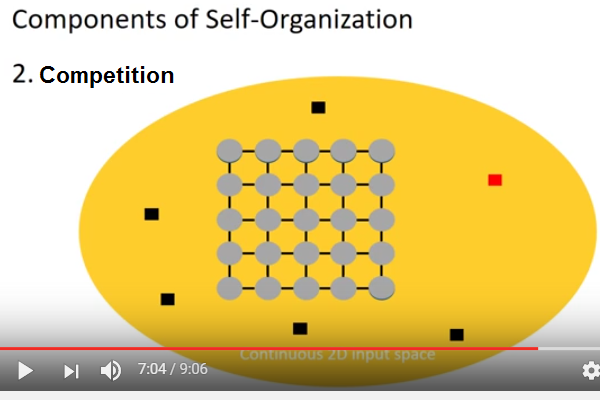 Components of Self-Organization
2. Competition
Continuous 2D input space
7:04 / 9:06